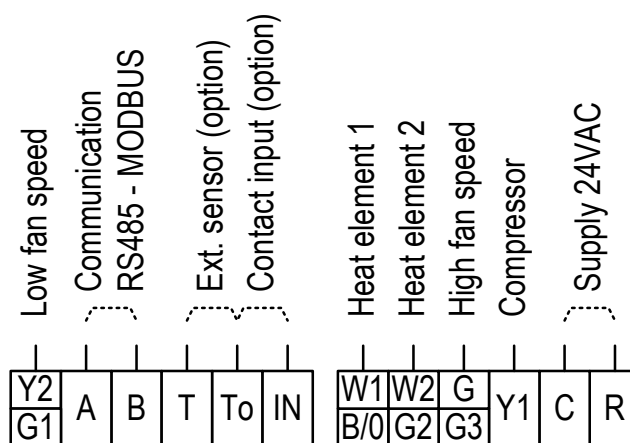 Low fan speed
Communication
RS485 - MODBUS
Ext. sensor (option)
Contact input (option)
Heat element 1
Heat element 2
High fan speed
Compressor
Supply 24VAC
Y2 A B T To IN W1 W2 G Y1 C R
G1 B/0 G2 G3